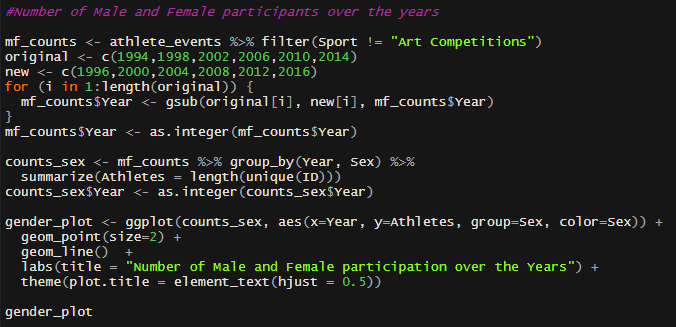 #Number of Male and Female participants over the years
mf_counts <- athlete_events %>% filter(Sport != "Art Competitions")
original <- c(1994,1998,2002,2006,2010,2014)
new <- c(1996,2000,2004,2008,2012,2016)
for (i in 1:length(original)) {
  mf_counts$Year <- gsub(original[i], new[i], mf_counts$Year)
}
mf_counts$Year <- as.integer(mf_counts$Year)
counts_sex <- mf_counts %>% group_by(Year, Sex) %>%
  summarize(Athletes = length(unique(ID)))
counts_sex$Year <- as.integer(counts_sex$Year)
gender_plot <- ggplot(counts_sex, aes(x=Year, y=Athletes, group=Sex, color=Sex)) +
  geom_point(size=2) +
  geom_line()  +
  labs(title = "Number of Male and Female participation over the Years") +
  theme(plot.title = element_text(hjust = 0.5))
gender_plot